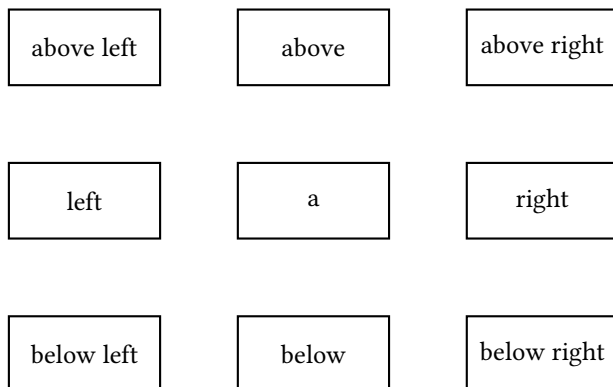 above left
above
above right
left
a
right
below left
below
below right